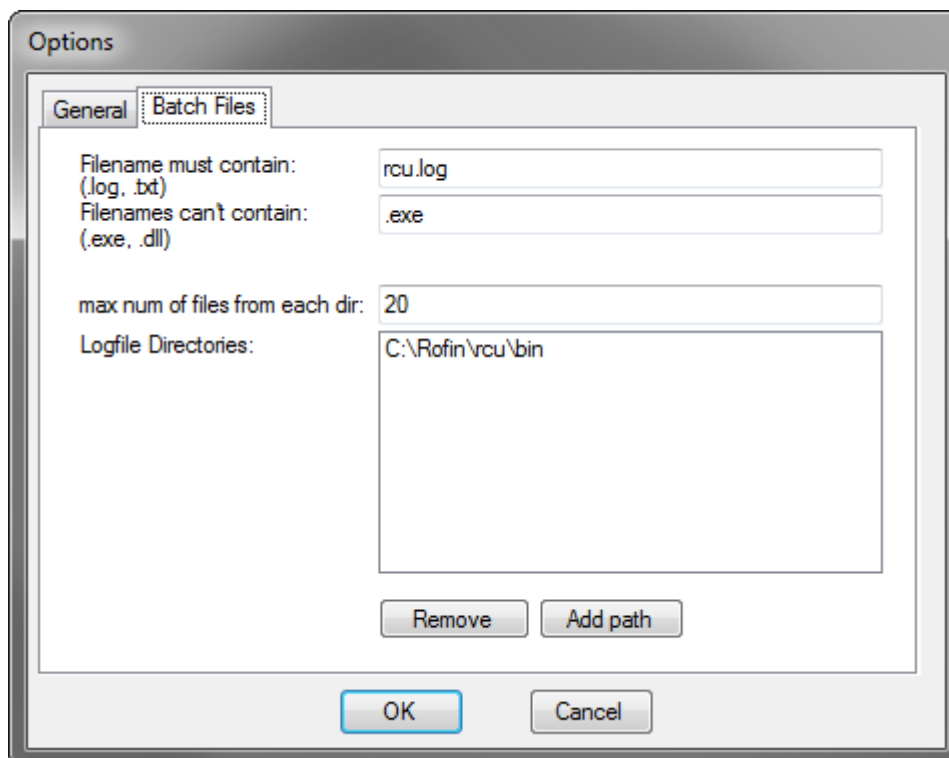 Options
General Batch Files
Filename must contain: rcu.log
(.log, .txt)
Filenames can't contain: .exe
(.exe, .dll)
max num of files from each dir: 20
Logfile Directories: C:\Rofin\rcu\bin
Remove Add path
OK Cancel